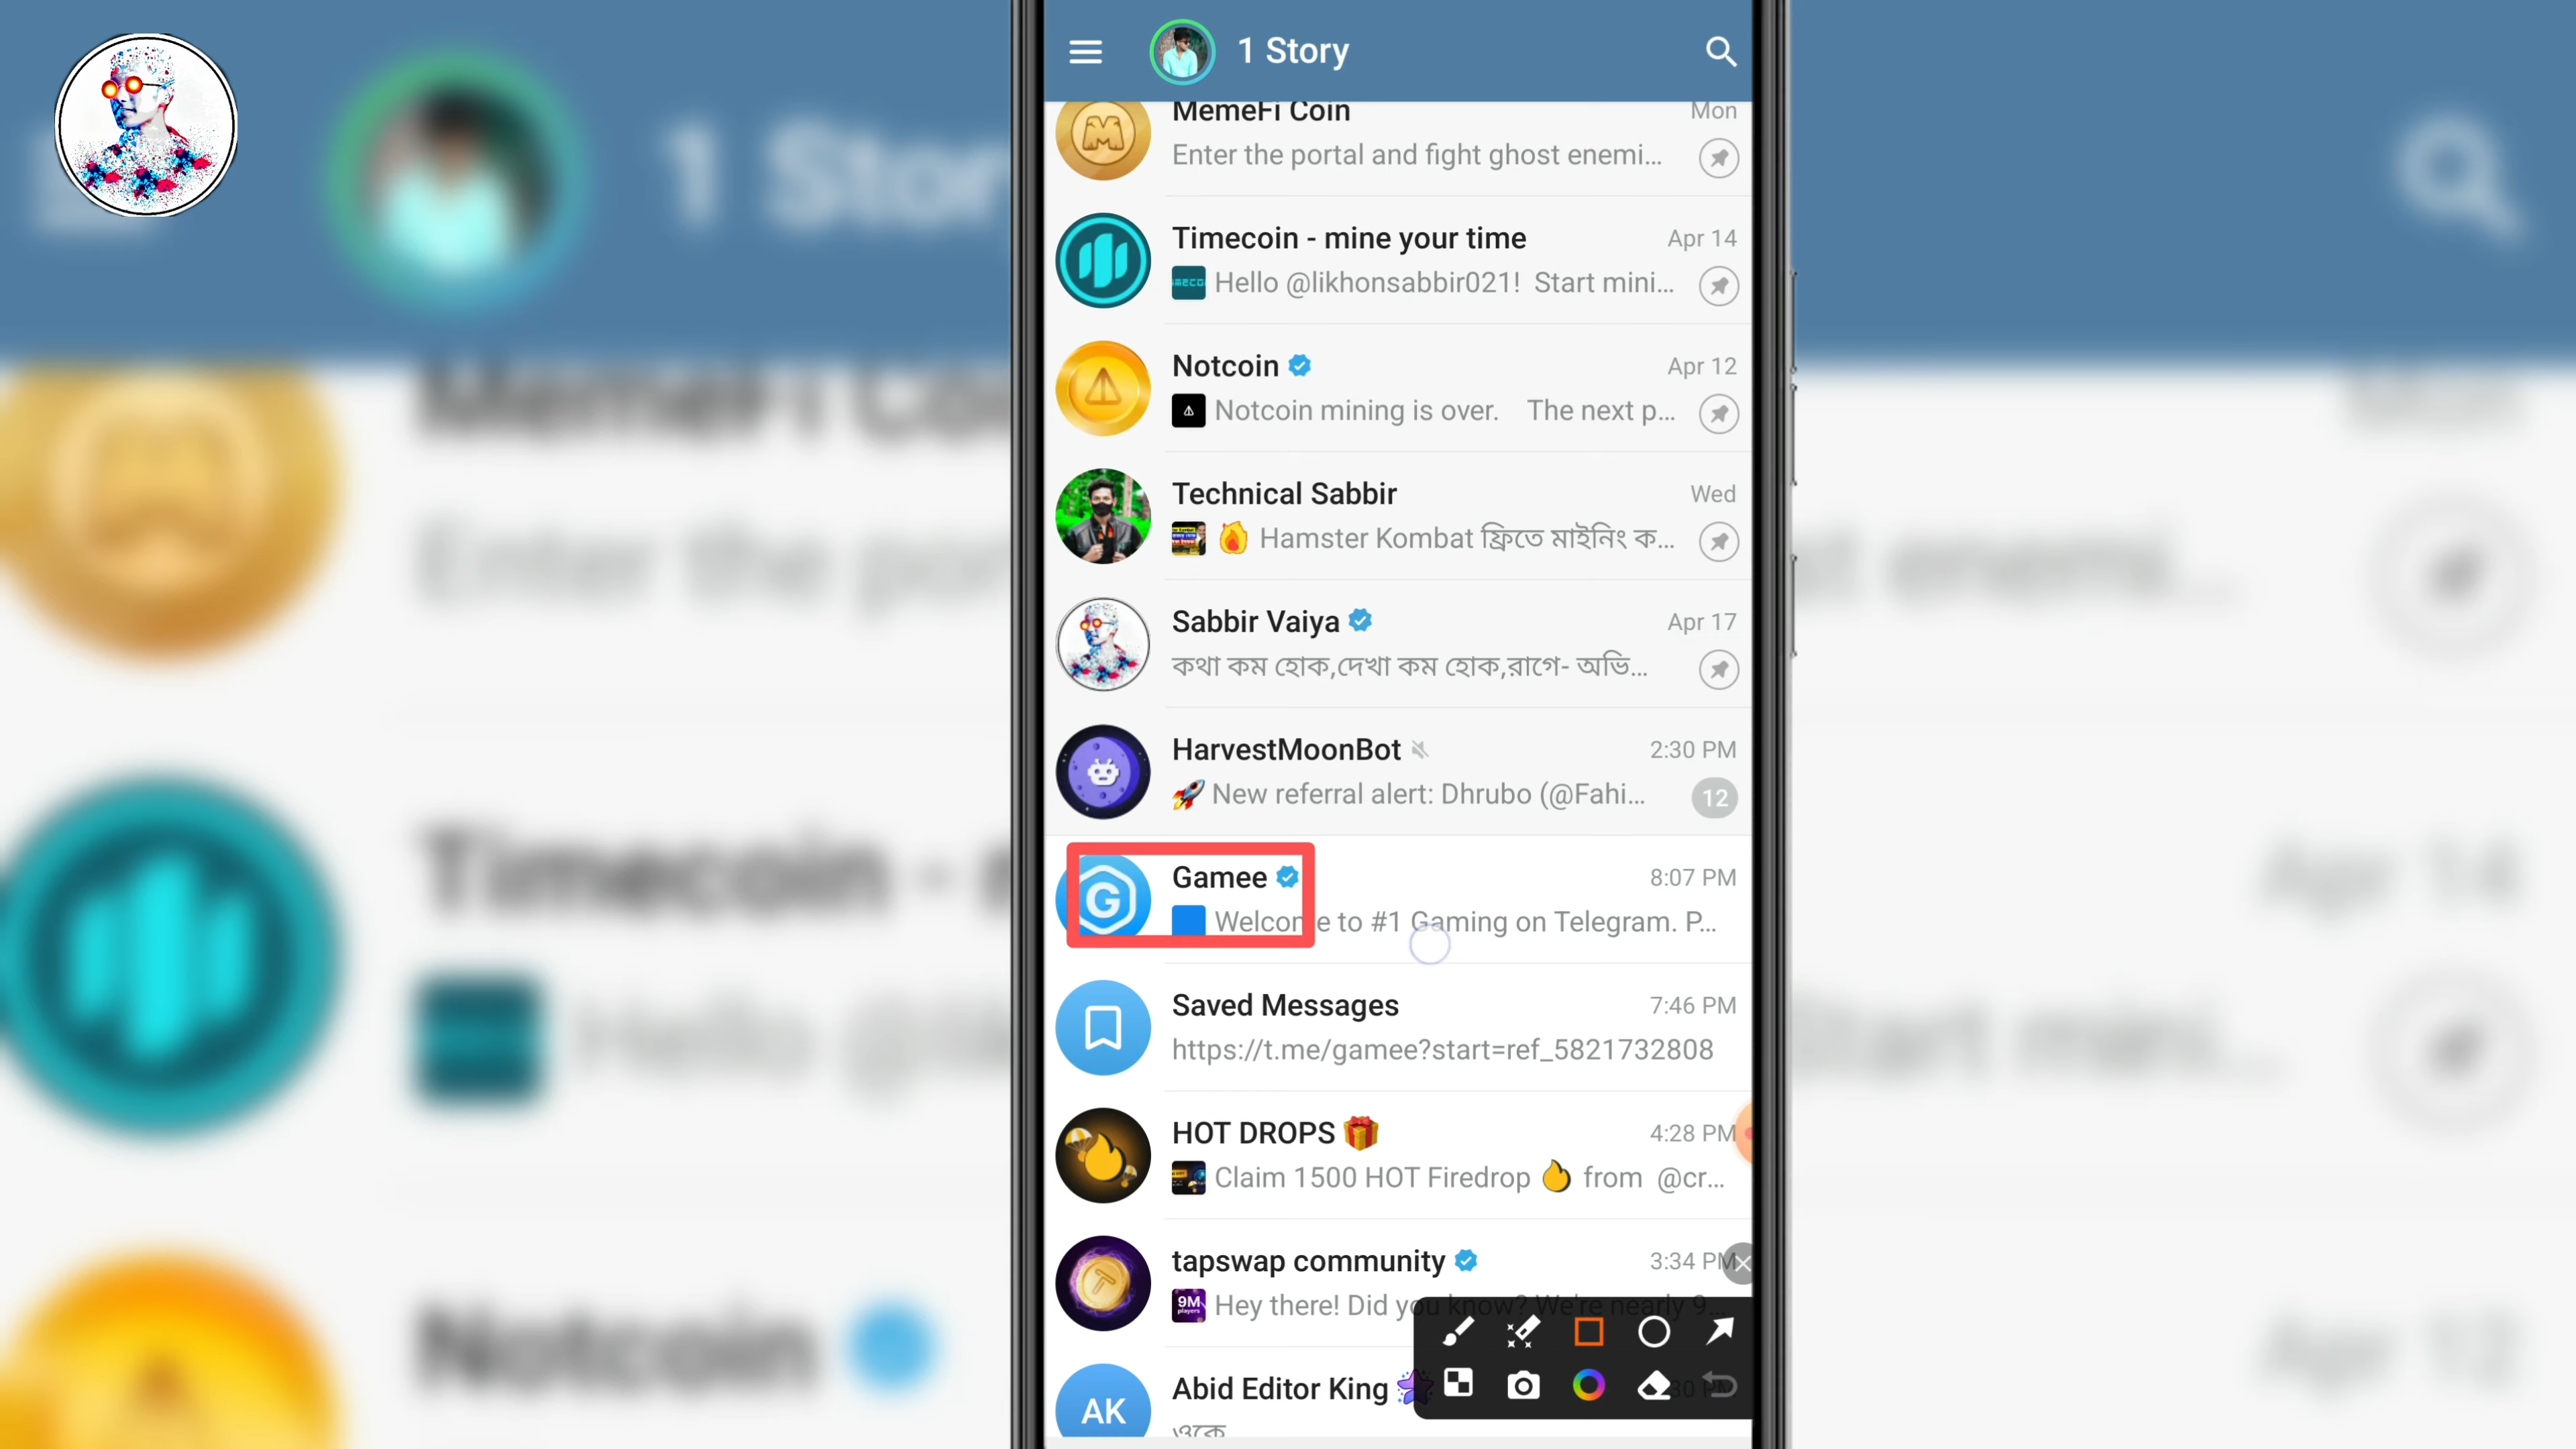 1 Story
MemeFi Coin
Mon
Enter the portal and fight ghost enemi...
Timecoin - mine your time
Apr 14
Hello @likhonsabbir021! Start mini...
Notcoin
Apr 12
Notcoin mining is over. The next p...
Technical Sabbir
Wed
Hamster Kombat ফ্রিতে মাইনিং ক...
Sabbir Vaiya
Apr 17
কথা কম হোক,দেখা কম হোক,রাগে- অভি...
HarvestMoonBot
2:30 PM
New referral alert: Dhrubo (@Fahi...
12
Gamee
8:07 PM
Welcome to #1 Gaming on Telegram. P...
Saved Messages
7:46 PM
https://t.me/gamee?start=ref_5821732808
HOT DROPS
4:28 PM
Claim 1500 HOT Firedrop from @cr...
tapswap community
3:34 PM
9M players
Hey there! Did you know? We're nearly 9...
AK
Abid Editor King
ওকে